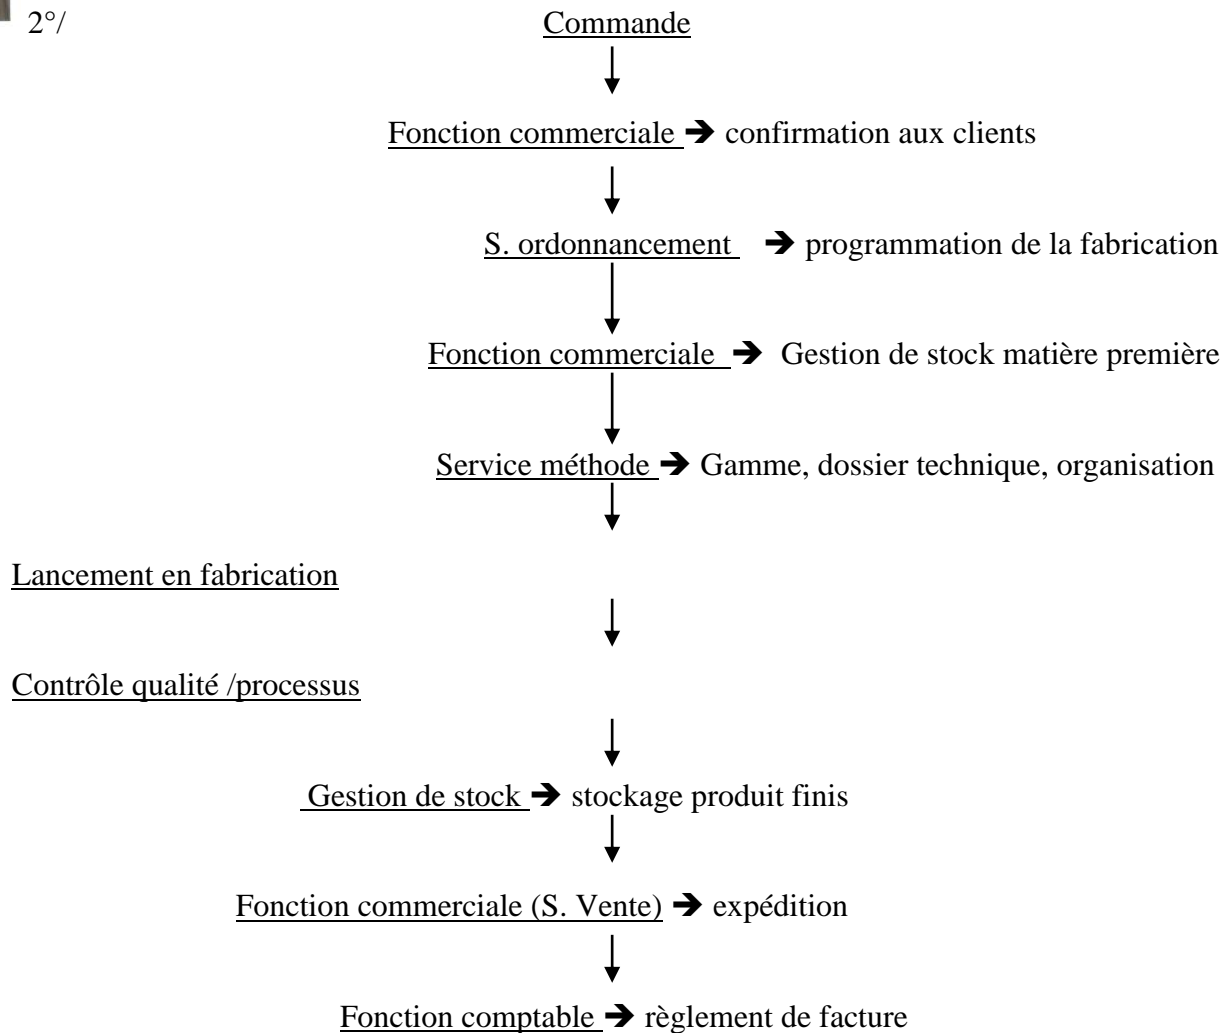 2°/ Commande
Fonction commerciale ➔ confirmation aux clients
S. ordonnancement ➔ programmation de la fabrication
Fonction commerciale ➔ Gestion de stock matière première
Service méthode ➔ Gamme, dossier technique, organisation
Lancement en fabrication
Contrôle qualité /processus
Gestion de stock ➔ stockage produit finis
Fonction commerciale (S. Vente) ➔ expédition
Fonction comptable ➔ règlement de facture